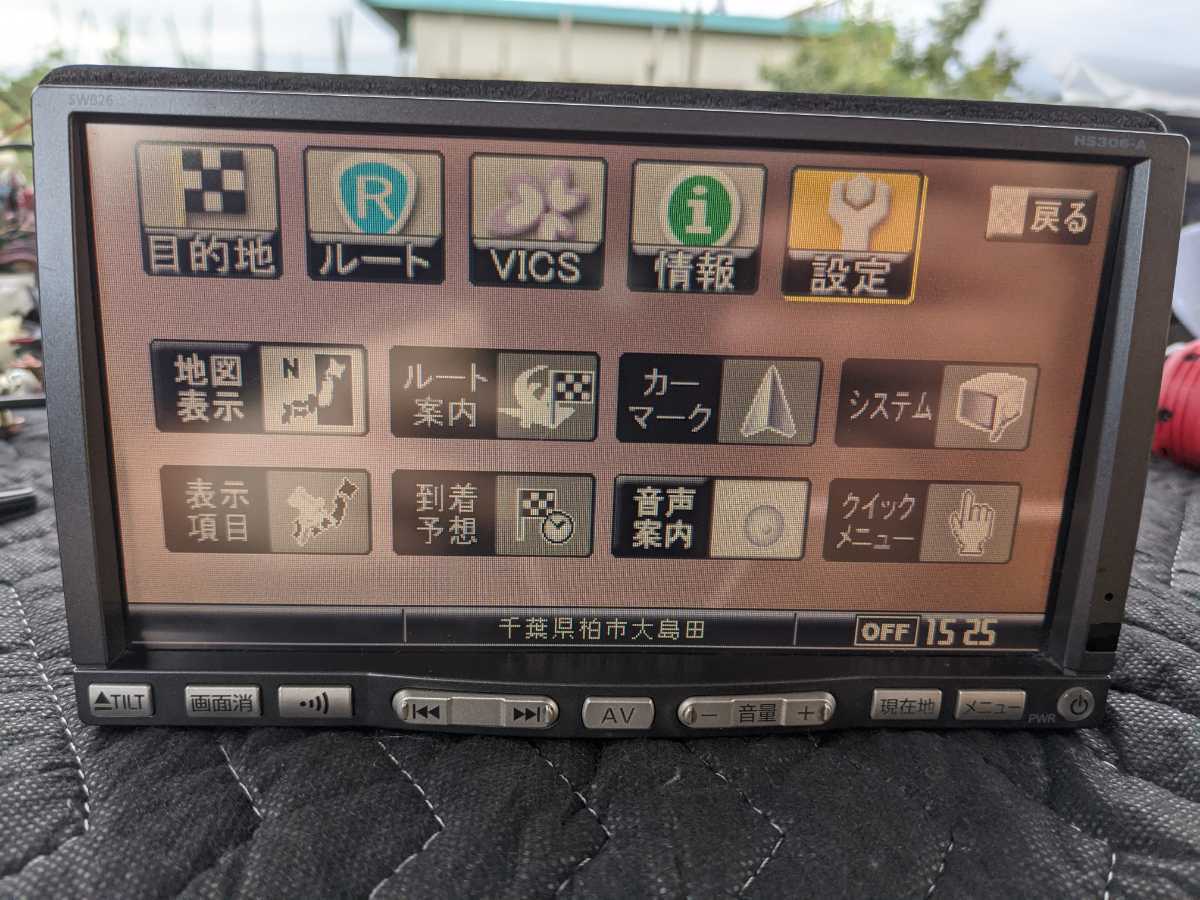 SW826
HS306-A
目的地
ルート
VICS
情報
設定
戻る
地図
表示
N
ルート
案内
カー
マーク
システム
表示
項目
到着
予想
音声
案内
クイック
メニュー
千葉県柏市大島田
OFF 15 25
▲TILT
画面消
AV
－ 音量 ＋
現在地
メニュー
PWR